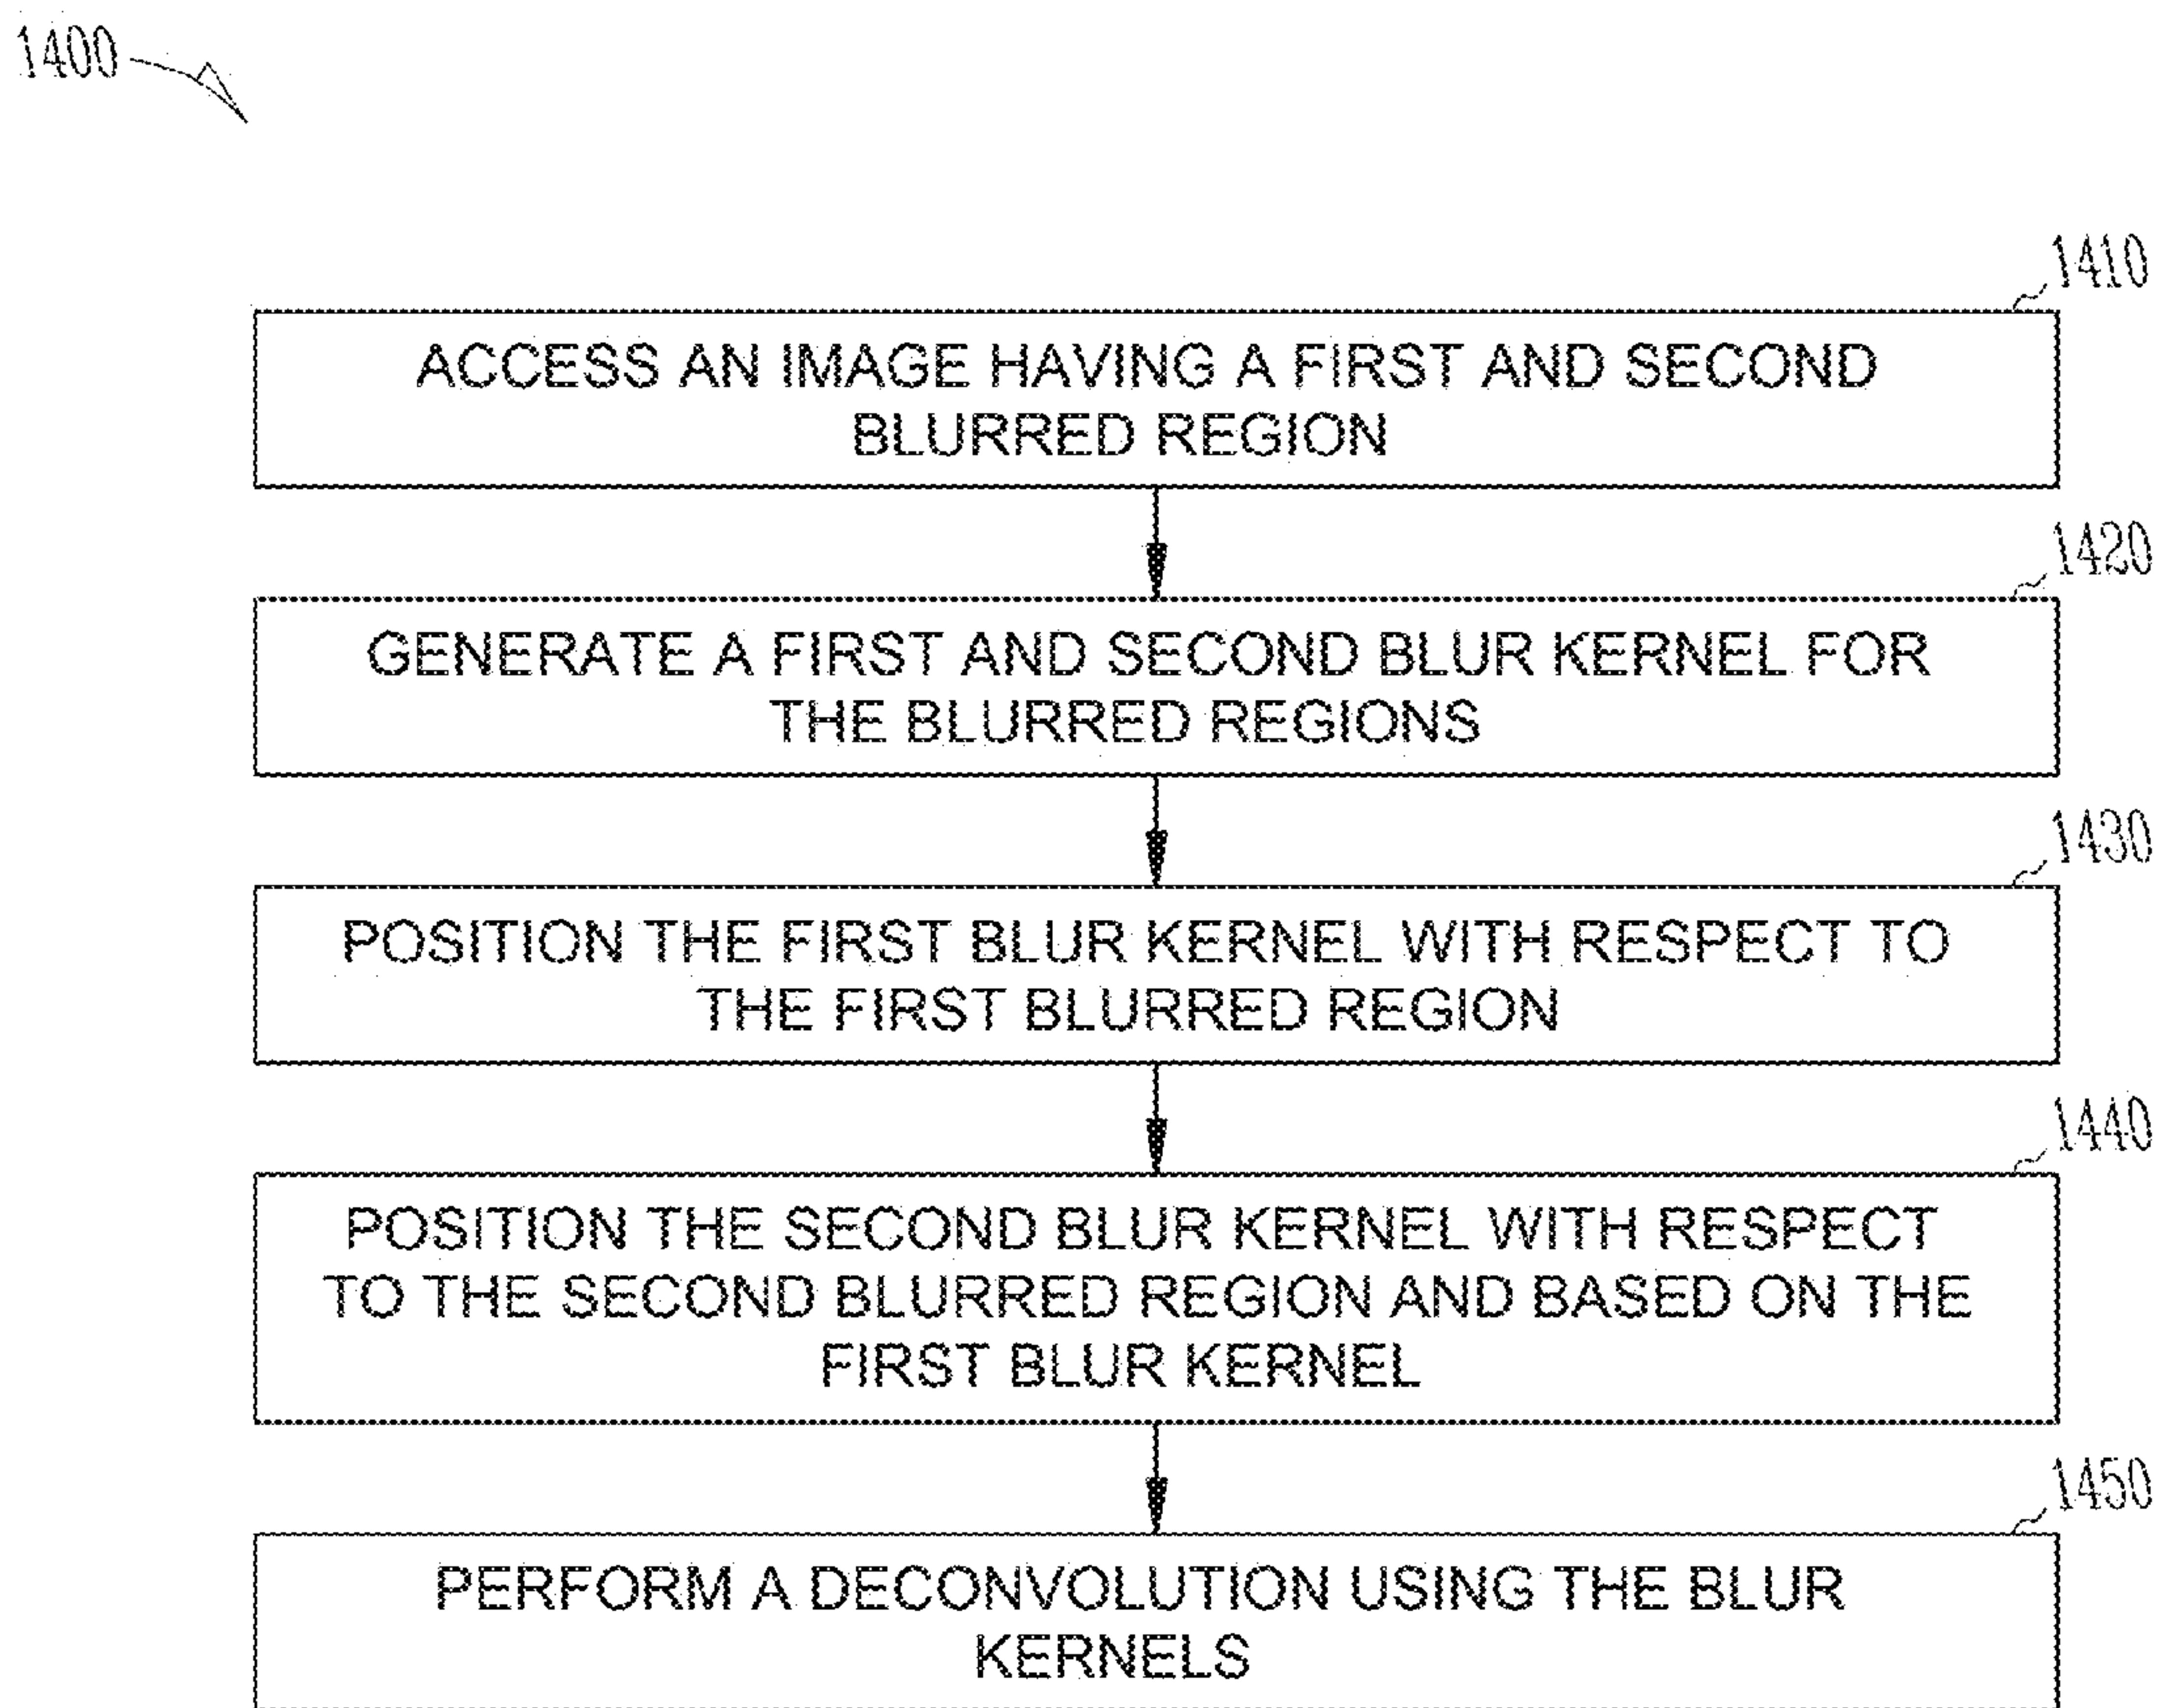 1400
1410
ACCESS AN IMAGE HAVING A FIRST AND SECOND
BLURRED REGION
1420
GENERATE A FIRST AND SECOND BLUR KERNEL FOR
THE BLURRED REGIONS
1430
POSITION THE FIRST BLUR KERNEL WITH RESPECT TO
THE FIRST BLURRED REGION
1440
POSITION THE SECOND BLUR KERNEL WITH RESPECT
TO THE SECOND BLURRED REGION AND BASED ON THE
FIRST BLUR KERNEL
1450
PERFORM A DECONVOLUTION USING THE BLUR
KERNELS